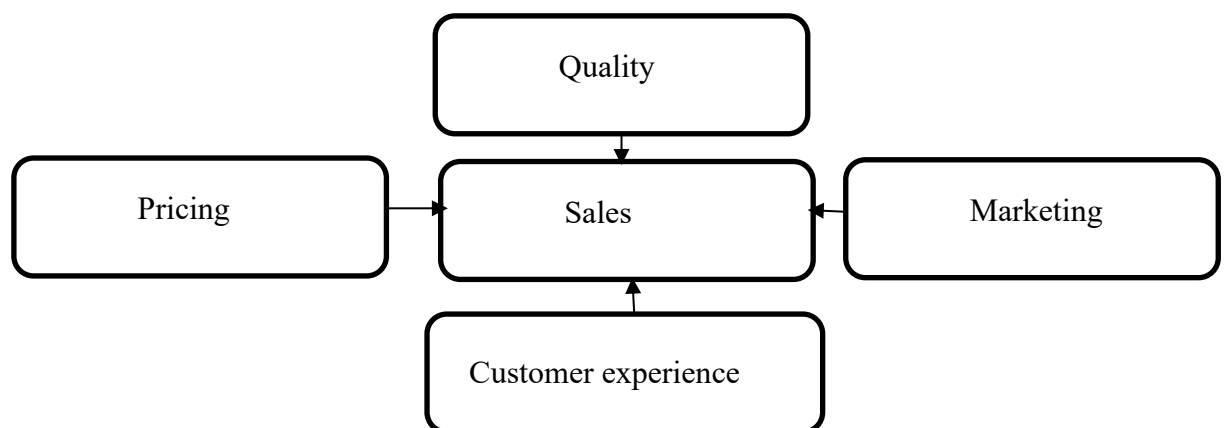 Quality
Pricing
Sales
Marketing
Customer experience